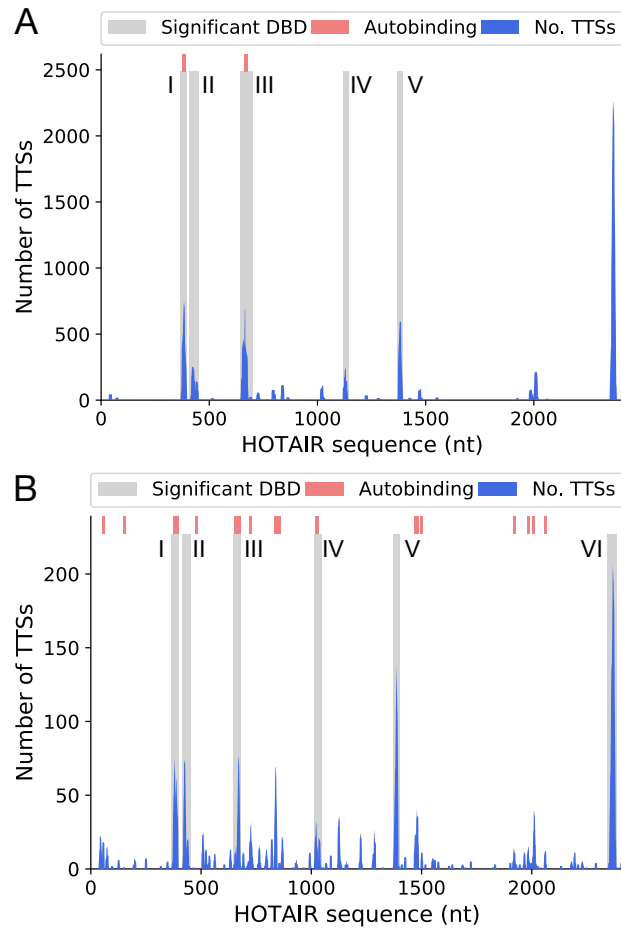 A
Significant DBD Autobinding No. TTSs
I II III IV V
2500
2000
1500
1000
500
0
Number of TTSs
0 500 1000 1500 2000
HOTAIR sequence (nt)
B
Significant DBD Autobinding No. TTSs
I II III IV V VI
200
150
100
50
0
Number of TTSs
0 500 1000 1500 2000
HOTAIR sequence (nt)